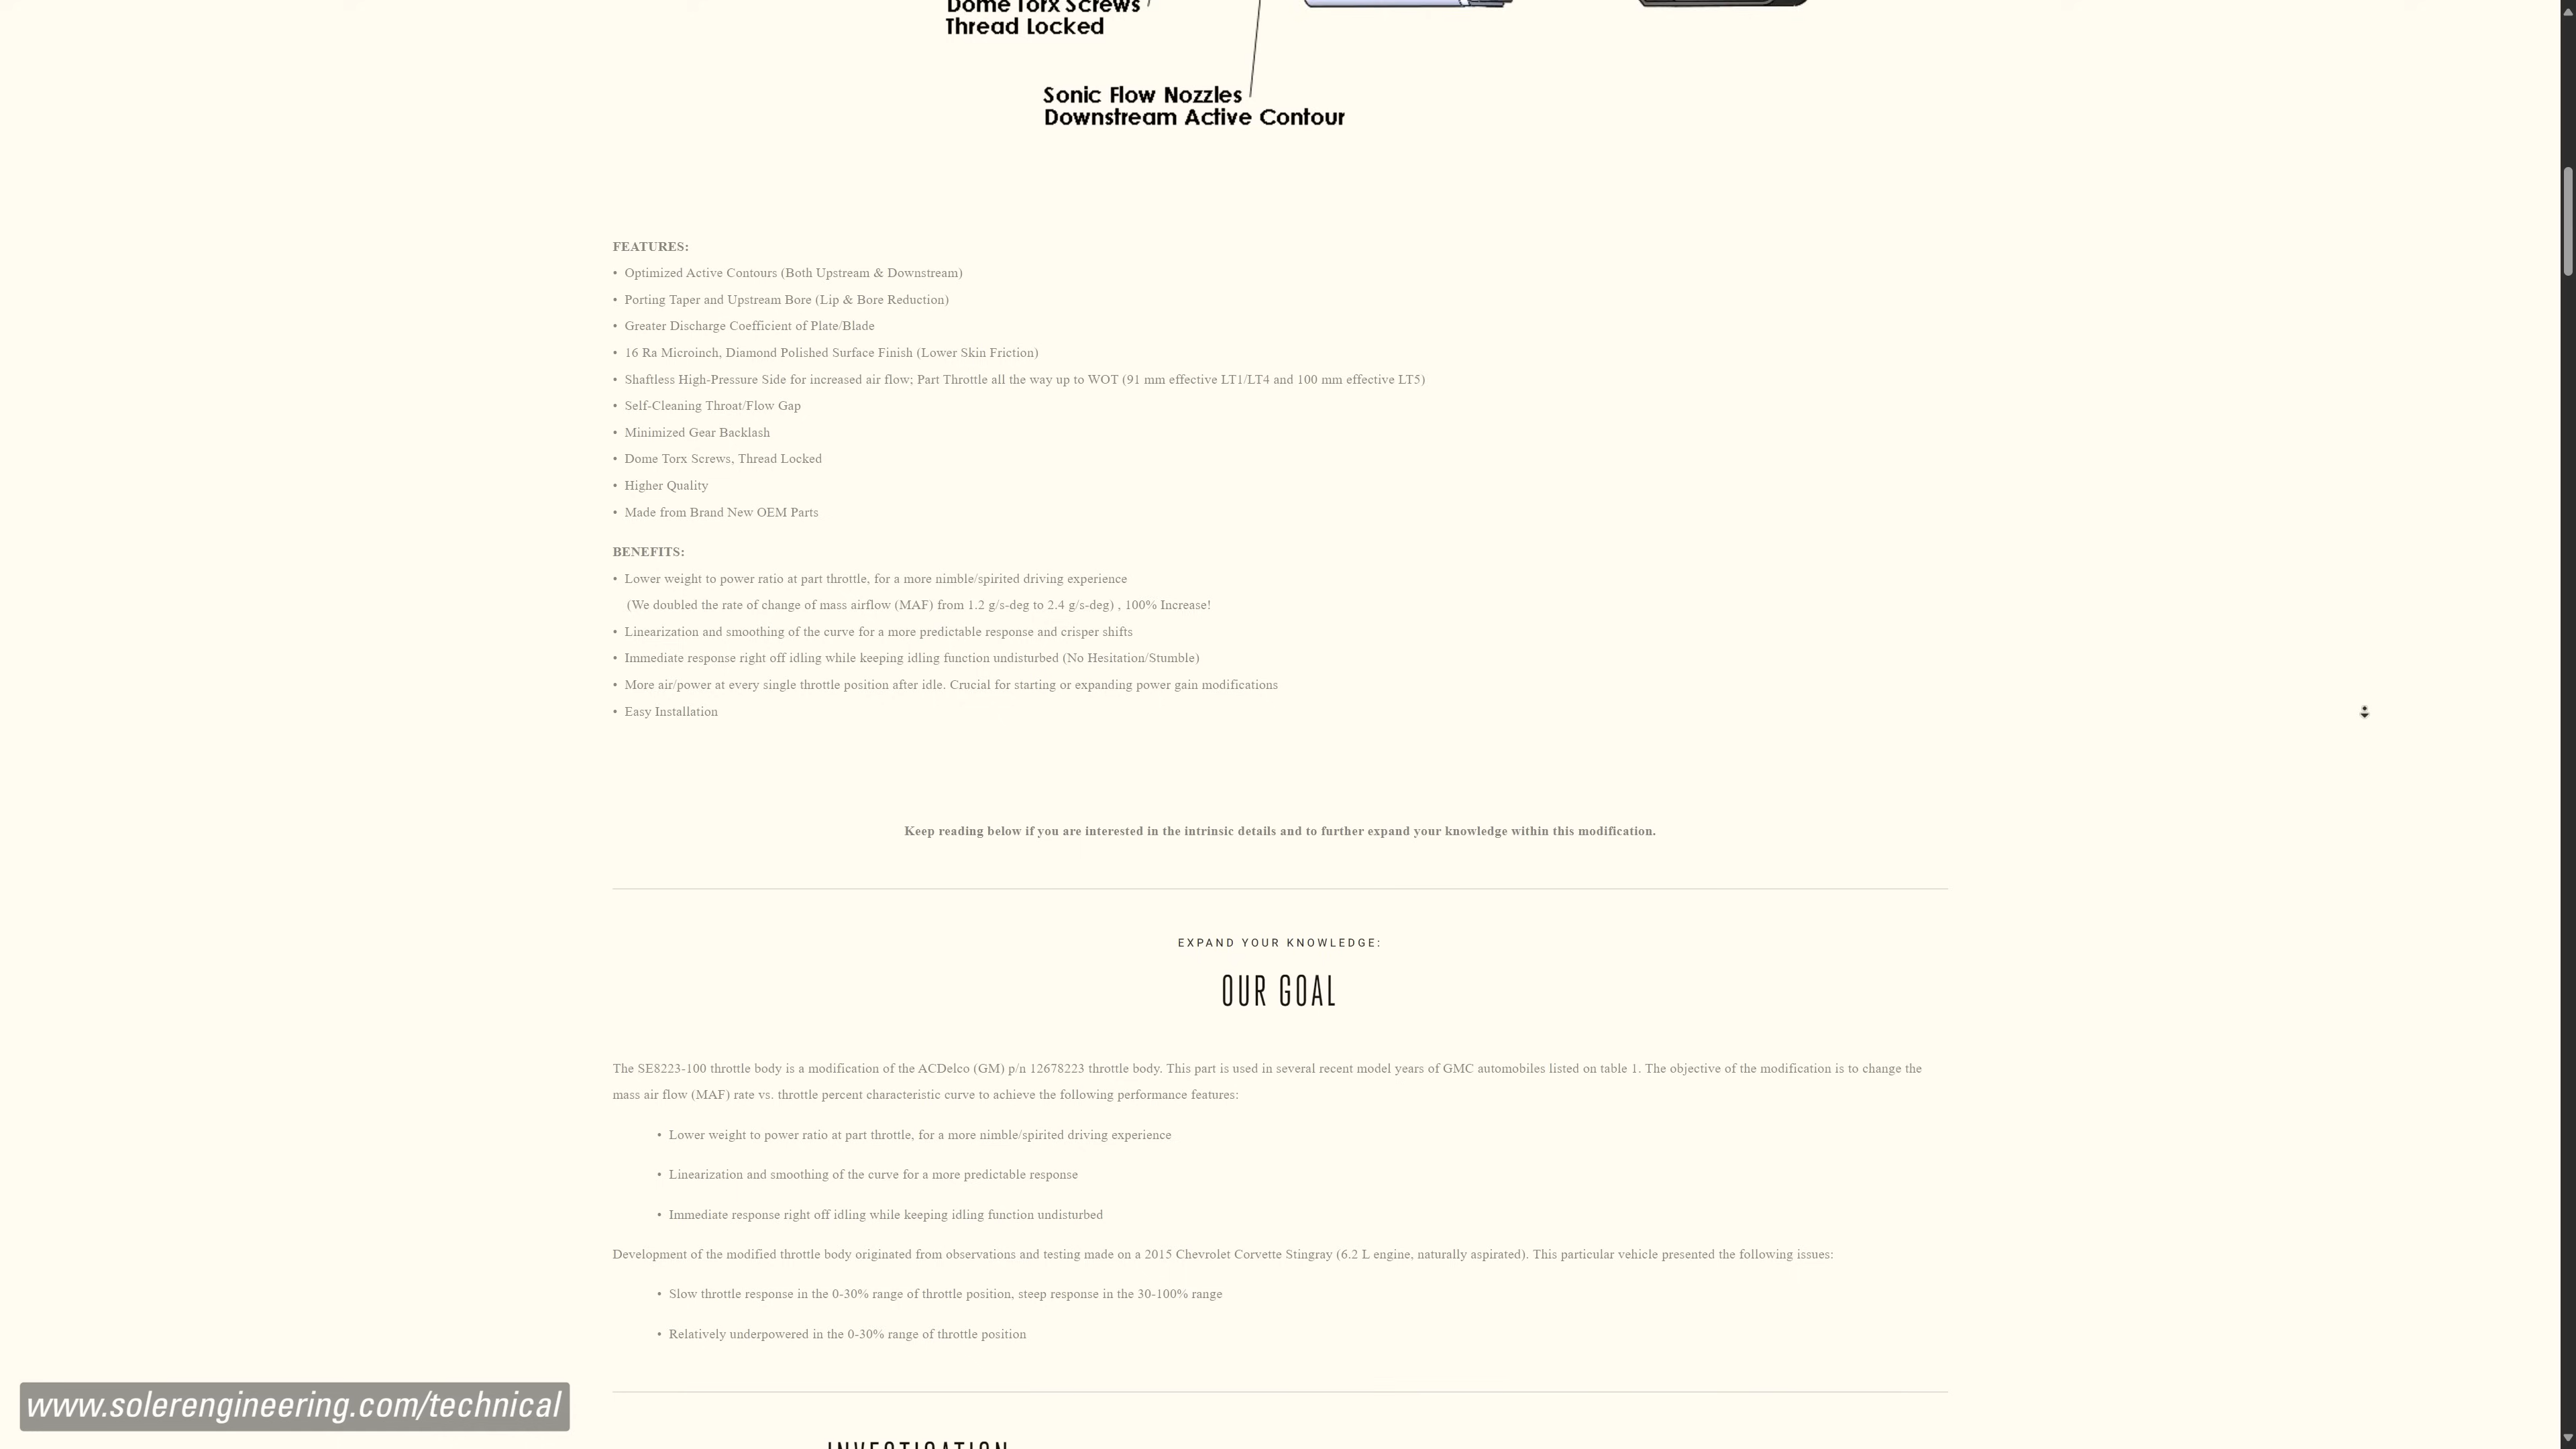 Dome Torx Screws
Thread Locked
Sonic Flow Nozzles
Downstream Active Contour
FEATURES:
• Optimized Active Contours (Both Upstream & Downstream)
• Porting Taper and Upstream Bore (Lip & Bore Reduction)
• Greater Discharge Coefficient of Plate/Blade
• 16 Ra Microinch, Diamond Polished Surface Finish (Lower Skin Friction)
• Shaftless High-Pressure Side for increased air flow; Part Throttle all the way up to WOT (91 mm effective LT1/LT4 and 100 mm effective LT5)
• Self-Cleaning Throat/Flow Gap
• Minimized Gear Backlash
• Dome Torx Screws, Thread Locked
• Higher Quality
• Made from Brand New OEM Parts
BENEFITS:
• Lower weight to power ratio at part throttle, for a more nimble/spirited driving experience
(We doubled the rate of change of mass airflow (MAF) from 1.2 g/s-deg to 2.4 g/s-deg) , 100% Increase!
• Linearization and smoothing of the curve for a more predictable response and crisper shifts
• Immediate response right off idling while keeping idling function undisturbed (No Hesitation/Stumble)
• More air/power at every single throttle position after idle. Crucial for starting or expanding power gain modifications
• Easy Installation
Keep reading below if you are interested in the intrinsic details and to further expand your knowledge within this modification.
EXPAND YOUR KNOWLEDGE:
OUR GOAL
The SE8223-100 throttle body is a modification of the ACDelco (GM) p/n 12678223 throttle body. This part is used in several recent model years of GMC automobiles listed on table 1. The objective of the modification is to change the
mass air flow (MAF) rate vs. throttle percent characteristic curve to achieve the following performance features:
• Lower weight to power ratio at part throttle, for a more nimble/spirited driving experience
• Linearization and smoothing of the curve for a more predictable response
• Immediate response right off idling while keeping idling function undisturbed
Development of the modified throttle body originated from observations and testing made on a 2015 Chevrolet Corvette Stingray (6.2 L engine, naturally aspirated). This particular vehicle presented the following issues:
• Slow throttle response in the 0-30% range of throttle position, steep response in the 30-100% range
• Relatively underpowered in the 0-30% range of throttle position
www.solerengineering.com/technical
INVESTIGATION